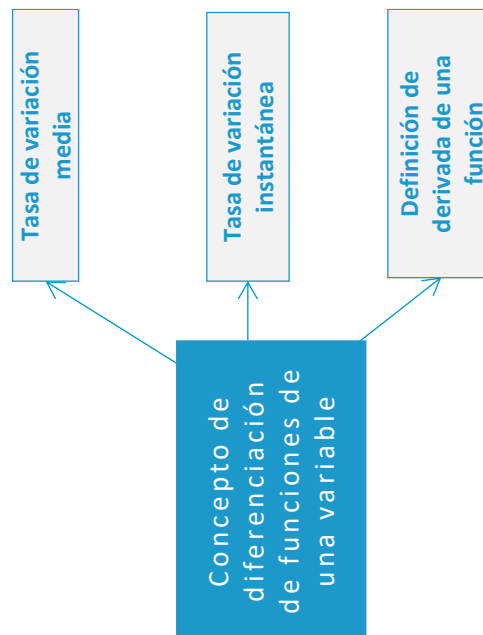 Concepto de
diferenciación
de funciones de
una variable
Tasa de variación
media
Tasa de variación
instantánea
Definición de
derivada de una
función